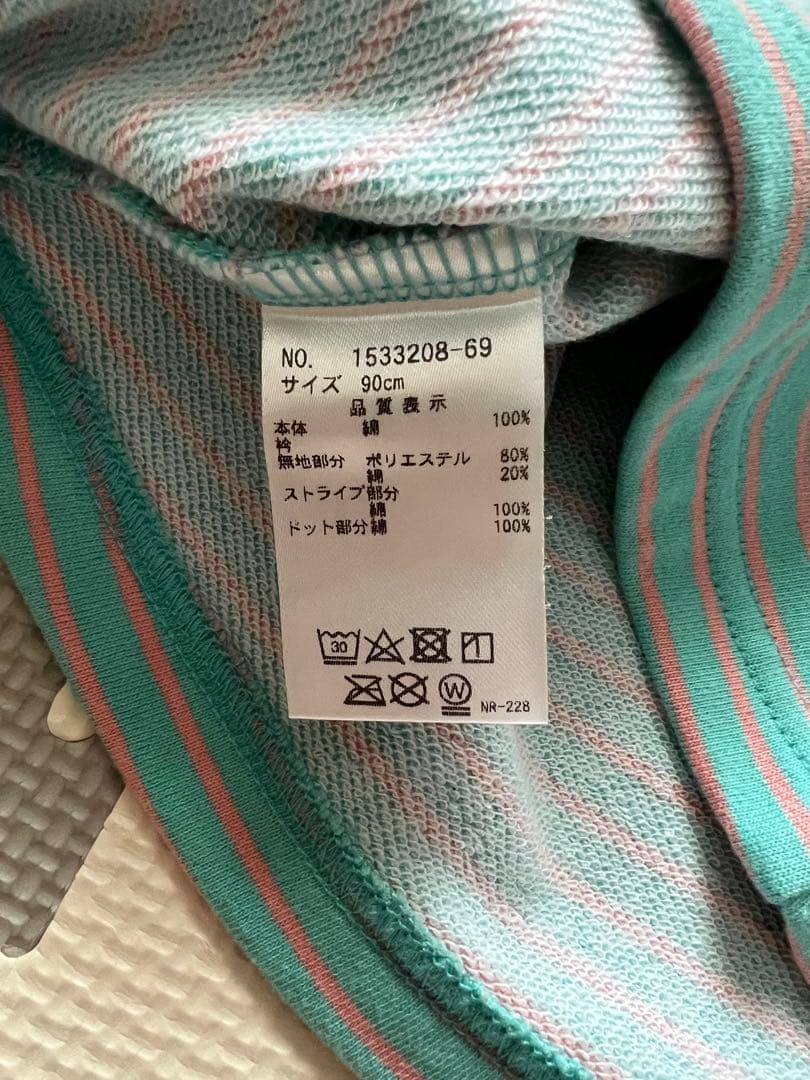 NO. 1533208-69
サイズ 90cm
品質表示
本体 綿 100%
衿
無地部分 ポリエステル 80%
綿 20%
ストライプ部分
綿 100%
ドット部分 綿 100%
30
W
NR-228